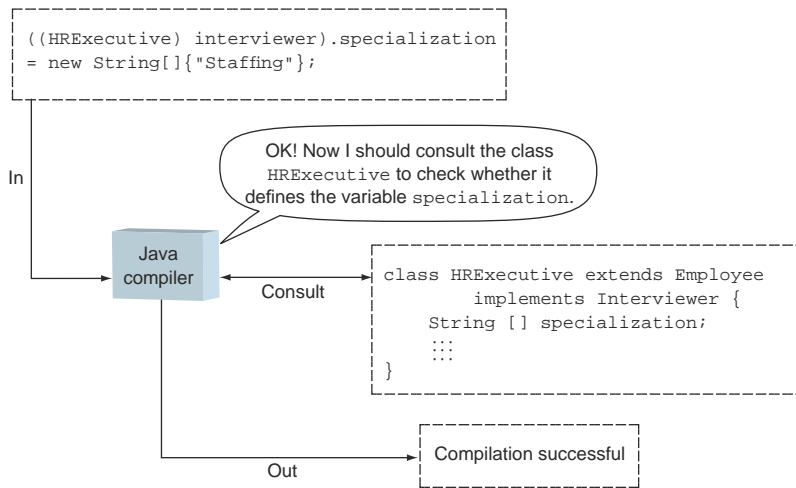 ((HRExecutive) interviewer).specialization
= new String[]{"Staffing"};
OK! Now I should consult the class
HRExecutive to check whether it
defines the variable specialization.
In
Java
compiler
Consult
class HRExecutive extends Employee
implements Interviewer {
String [] specialization;
⋮⋮⋮
}
Out
Compilation successful